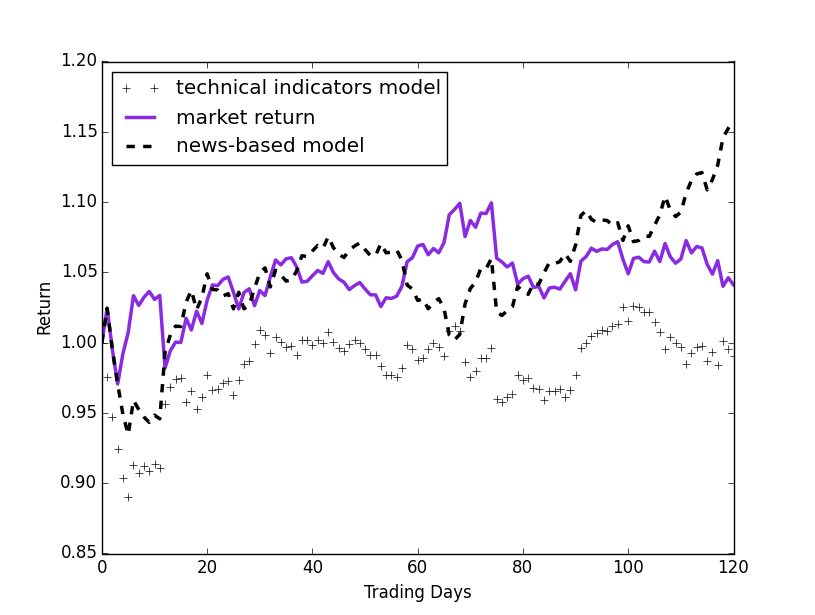 1.20
1.15
1.10
1.05
1.00
0.95
0.90
0.85
Return
technical indicators model
market return
news-based model
0 20 40 60 80 100 120
Trading Days